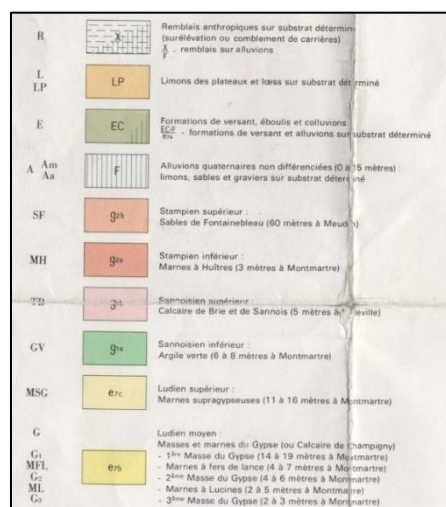 R X Remblais anthropiques sur substrat déterminé
(surélévation ou comblement de carrières)
X/F - remblais sur alluvions
L
LP LP Limons des plateaux et lœss sur substrat déterminé
E EC Formations de versant, éboulis et colluvions
- formations de versant et alluvions sur substrat déterminé
A Am
Aa F Alluvions quaternaires non différenciées (0 à 15 mètres) :
limons, sables et graviers sur substrat déterminé
SF g2b Stampien supérieur :
Sables de Fontainebleau (60 mètres à Meudon)
MH g2a Stampien inférieur :
Marnes à Huîtres (3 mètres à Montmartre)
TB Sannoisien supérieur :
Calcaire de Brie et de Sannois (5 mètres à
GV g1a Sannoisien inférieur :
Argile verte (6 à 8 mètres à Montmartre)
MSG e7c Ludien supérieur :
Marnes supragypseuses (11 à 16 mètres à Montmartre)
G Ludien moyen :
Masses et marnes du Gypse (ou Calcaire de Champigny)
G1 - 1ère Masse du Gypse (14 à 19 mètres à Montmartre)
MFL e7b - Marnes à fers de lance (4 à 7 mètres à Montmartre)
G2 - 2ème Masse du Gypse (4 à 6 mètres à Montmartre)
ML - Marnes à Lucines (2 à 5 mètres à Montmartre)
G3 - 3ème Masse du Gypse (2 à 3 mètres à Montmartre)